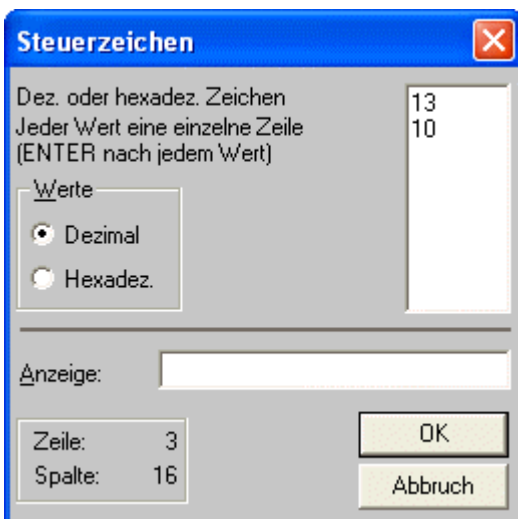 Steuerzeichen
Dez. oder hexadez. Zeichen
Jeder Wert eine einzelne Zeile
(ENTER nach jedem Wert)
13
10
Werte
Dezimal
Hexadez.
Anzeige:
Zeile: 3
Spalte: 16
OK
Abbruch